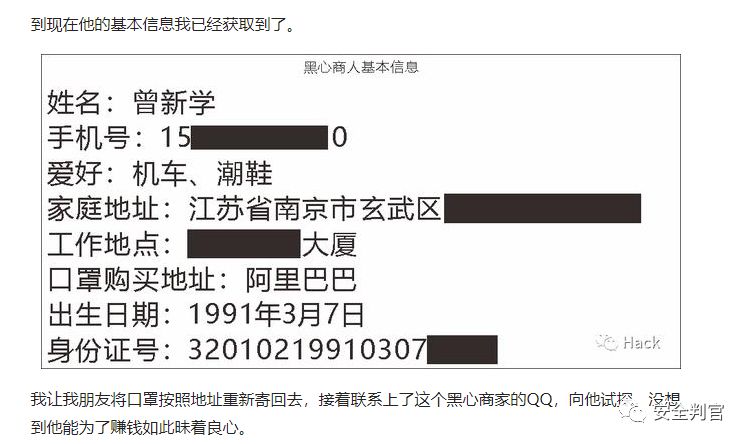 到现在他的基本信息我已经获取到了。
黑心商人基本信息
姓名：曾新学
手机号：15 0
爱好：机车、潮鞋
家庭地址：江苏省南京市玄武区
工作地点： 大厦
口罩购买地址：阿里巴巴
出生日期：1991年3月7日
身份证号：32010219910307
Hack
我让我朋友将口罩按照地址重新寄回去，接着联系上了这个黑心商家的QQ，向他试探，没想
到他能为了赚钱如此昧着良心。
安全判官